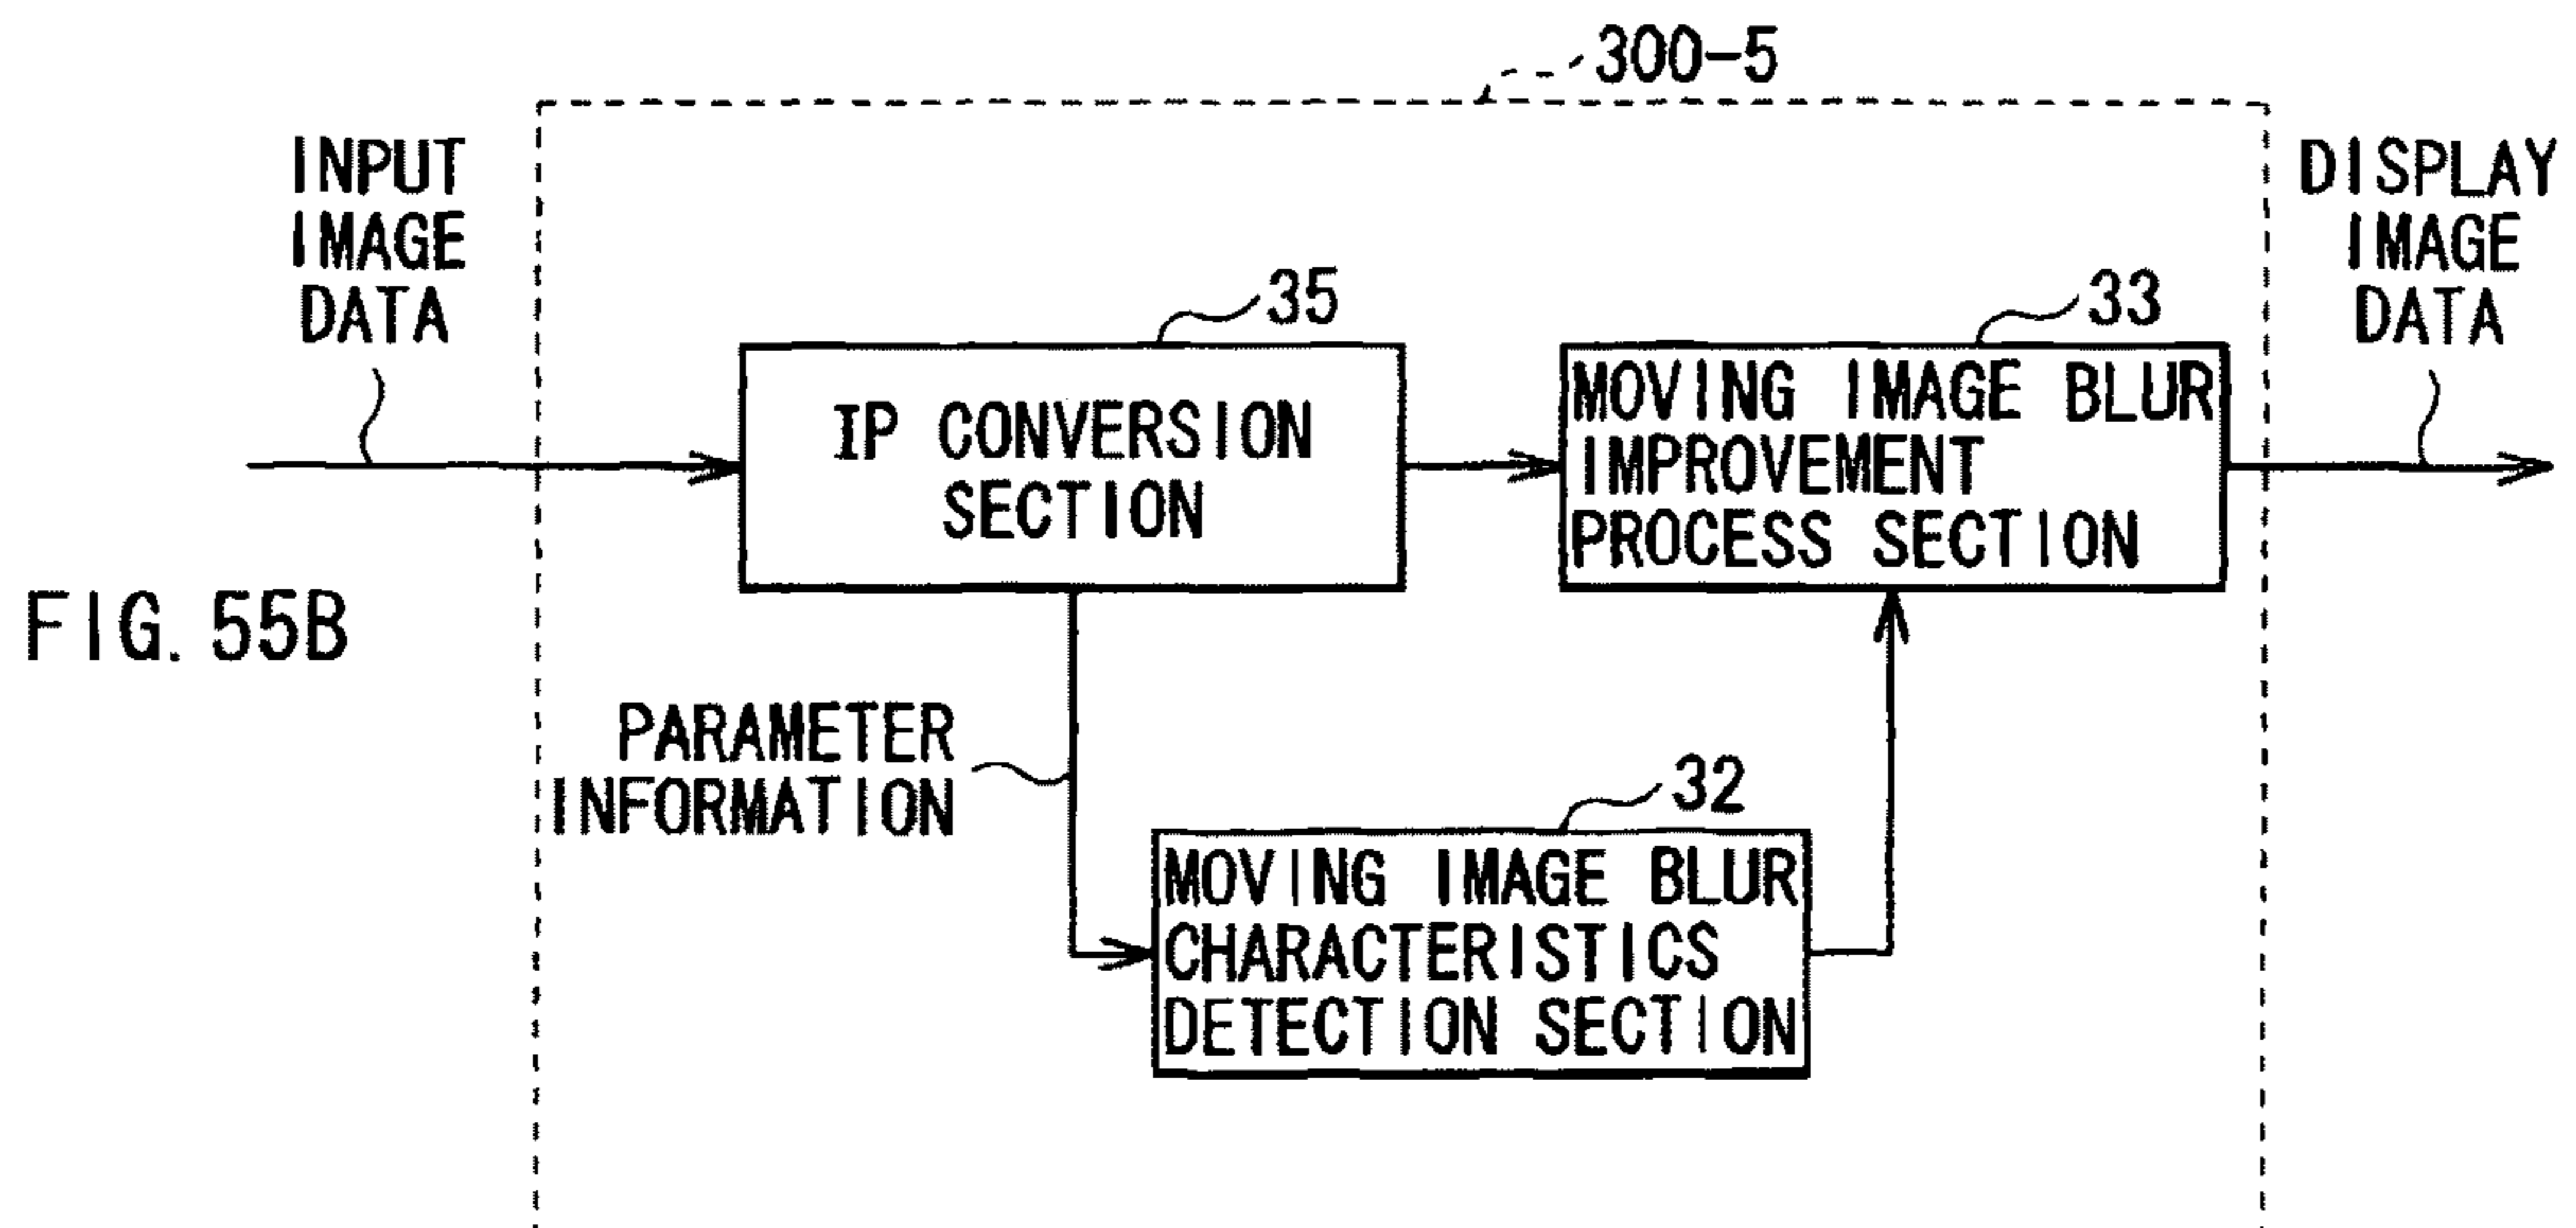 300-5
INPUT
IMAGE
DATA
DISPLAY
IMAGE
DATA
35
33
IP CONVERSION
SECTION
MOVING IMAGE BLUR
IMPROVEMENT
PROCESS SECTION
FIG. 55B
PARAMETER
INFORMATION
32
MOVING IMAGE BLUR
CHARACTERISTICS
DETECTION SECTION